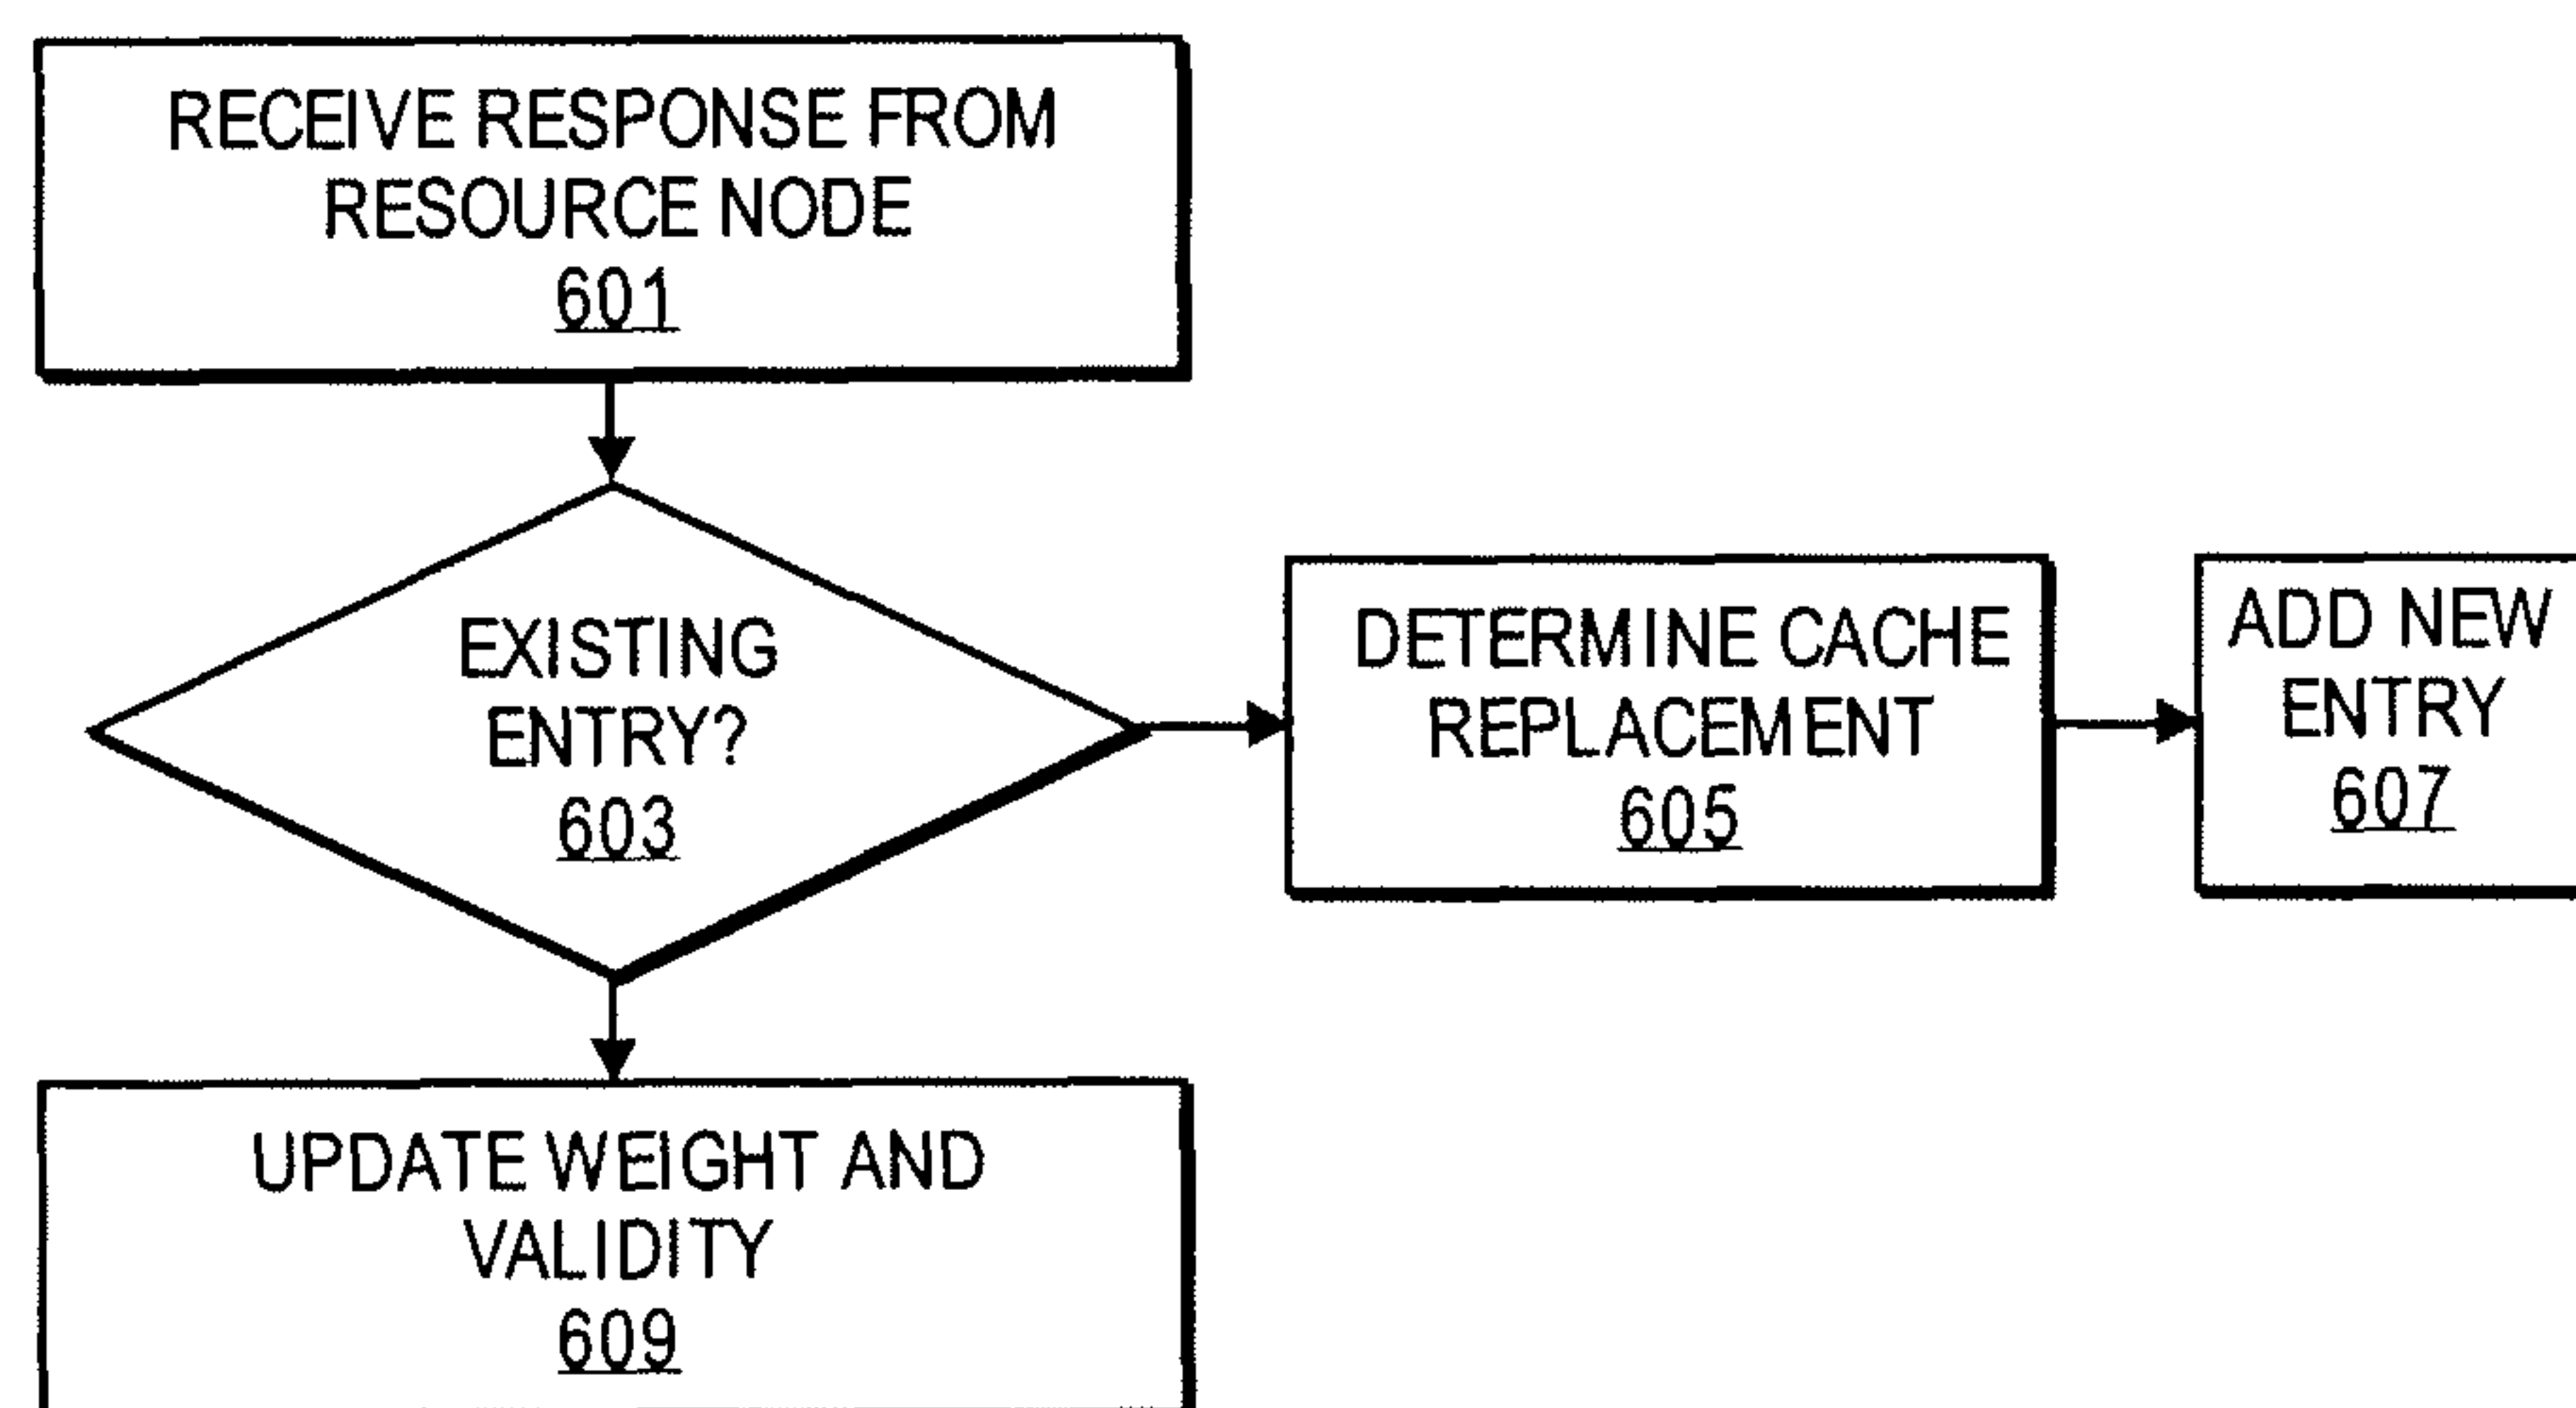 RECEIVE RESPONSE FROM
RESOURCE NODE
601
EXISTING
ENTRY?
603
DETERMINE CACHE
REPLACEMENT
605
ADD NEW
ENTRY
607
UPDATE WEIGHT AND
VALIDITY
609